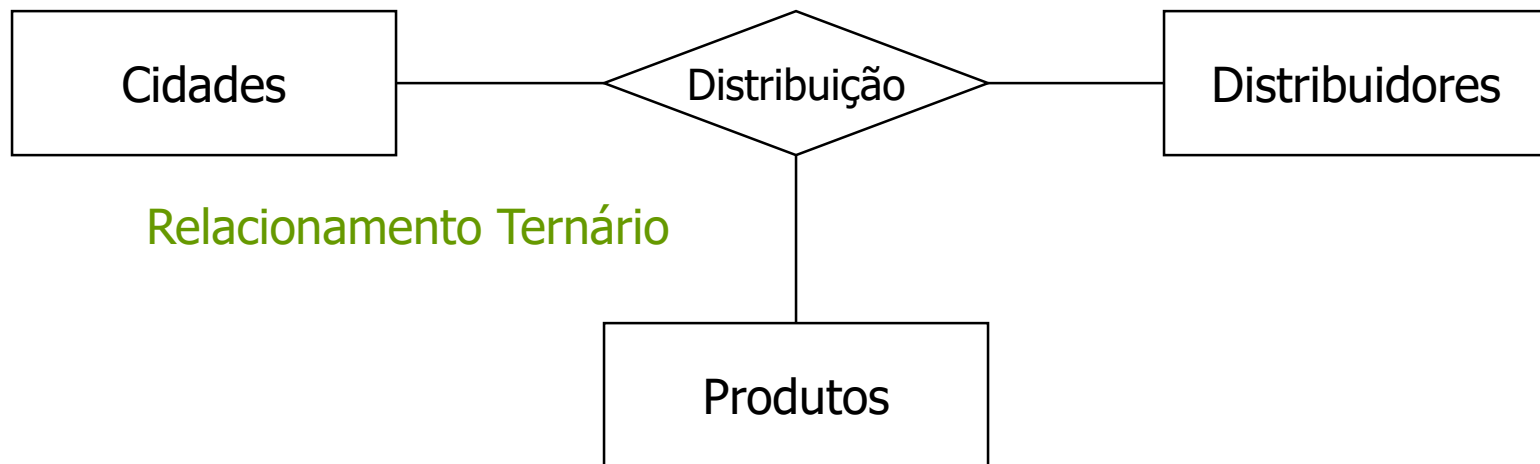 Cidades
Distribuição
Distribuidores
Relacionamento Ternário
Produtos